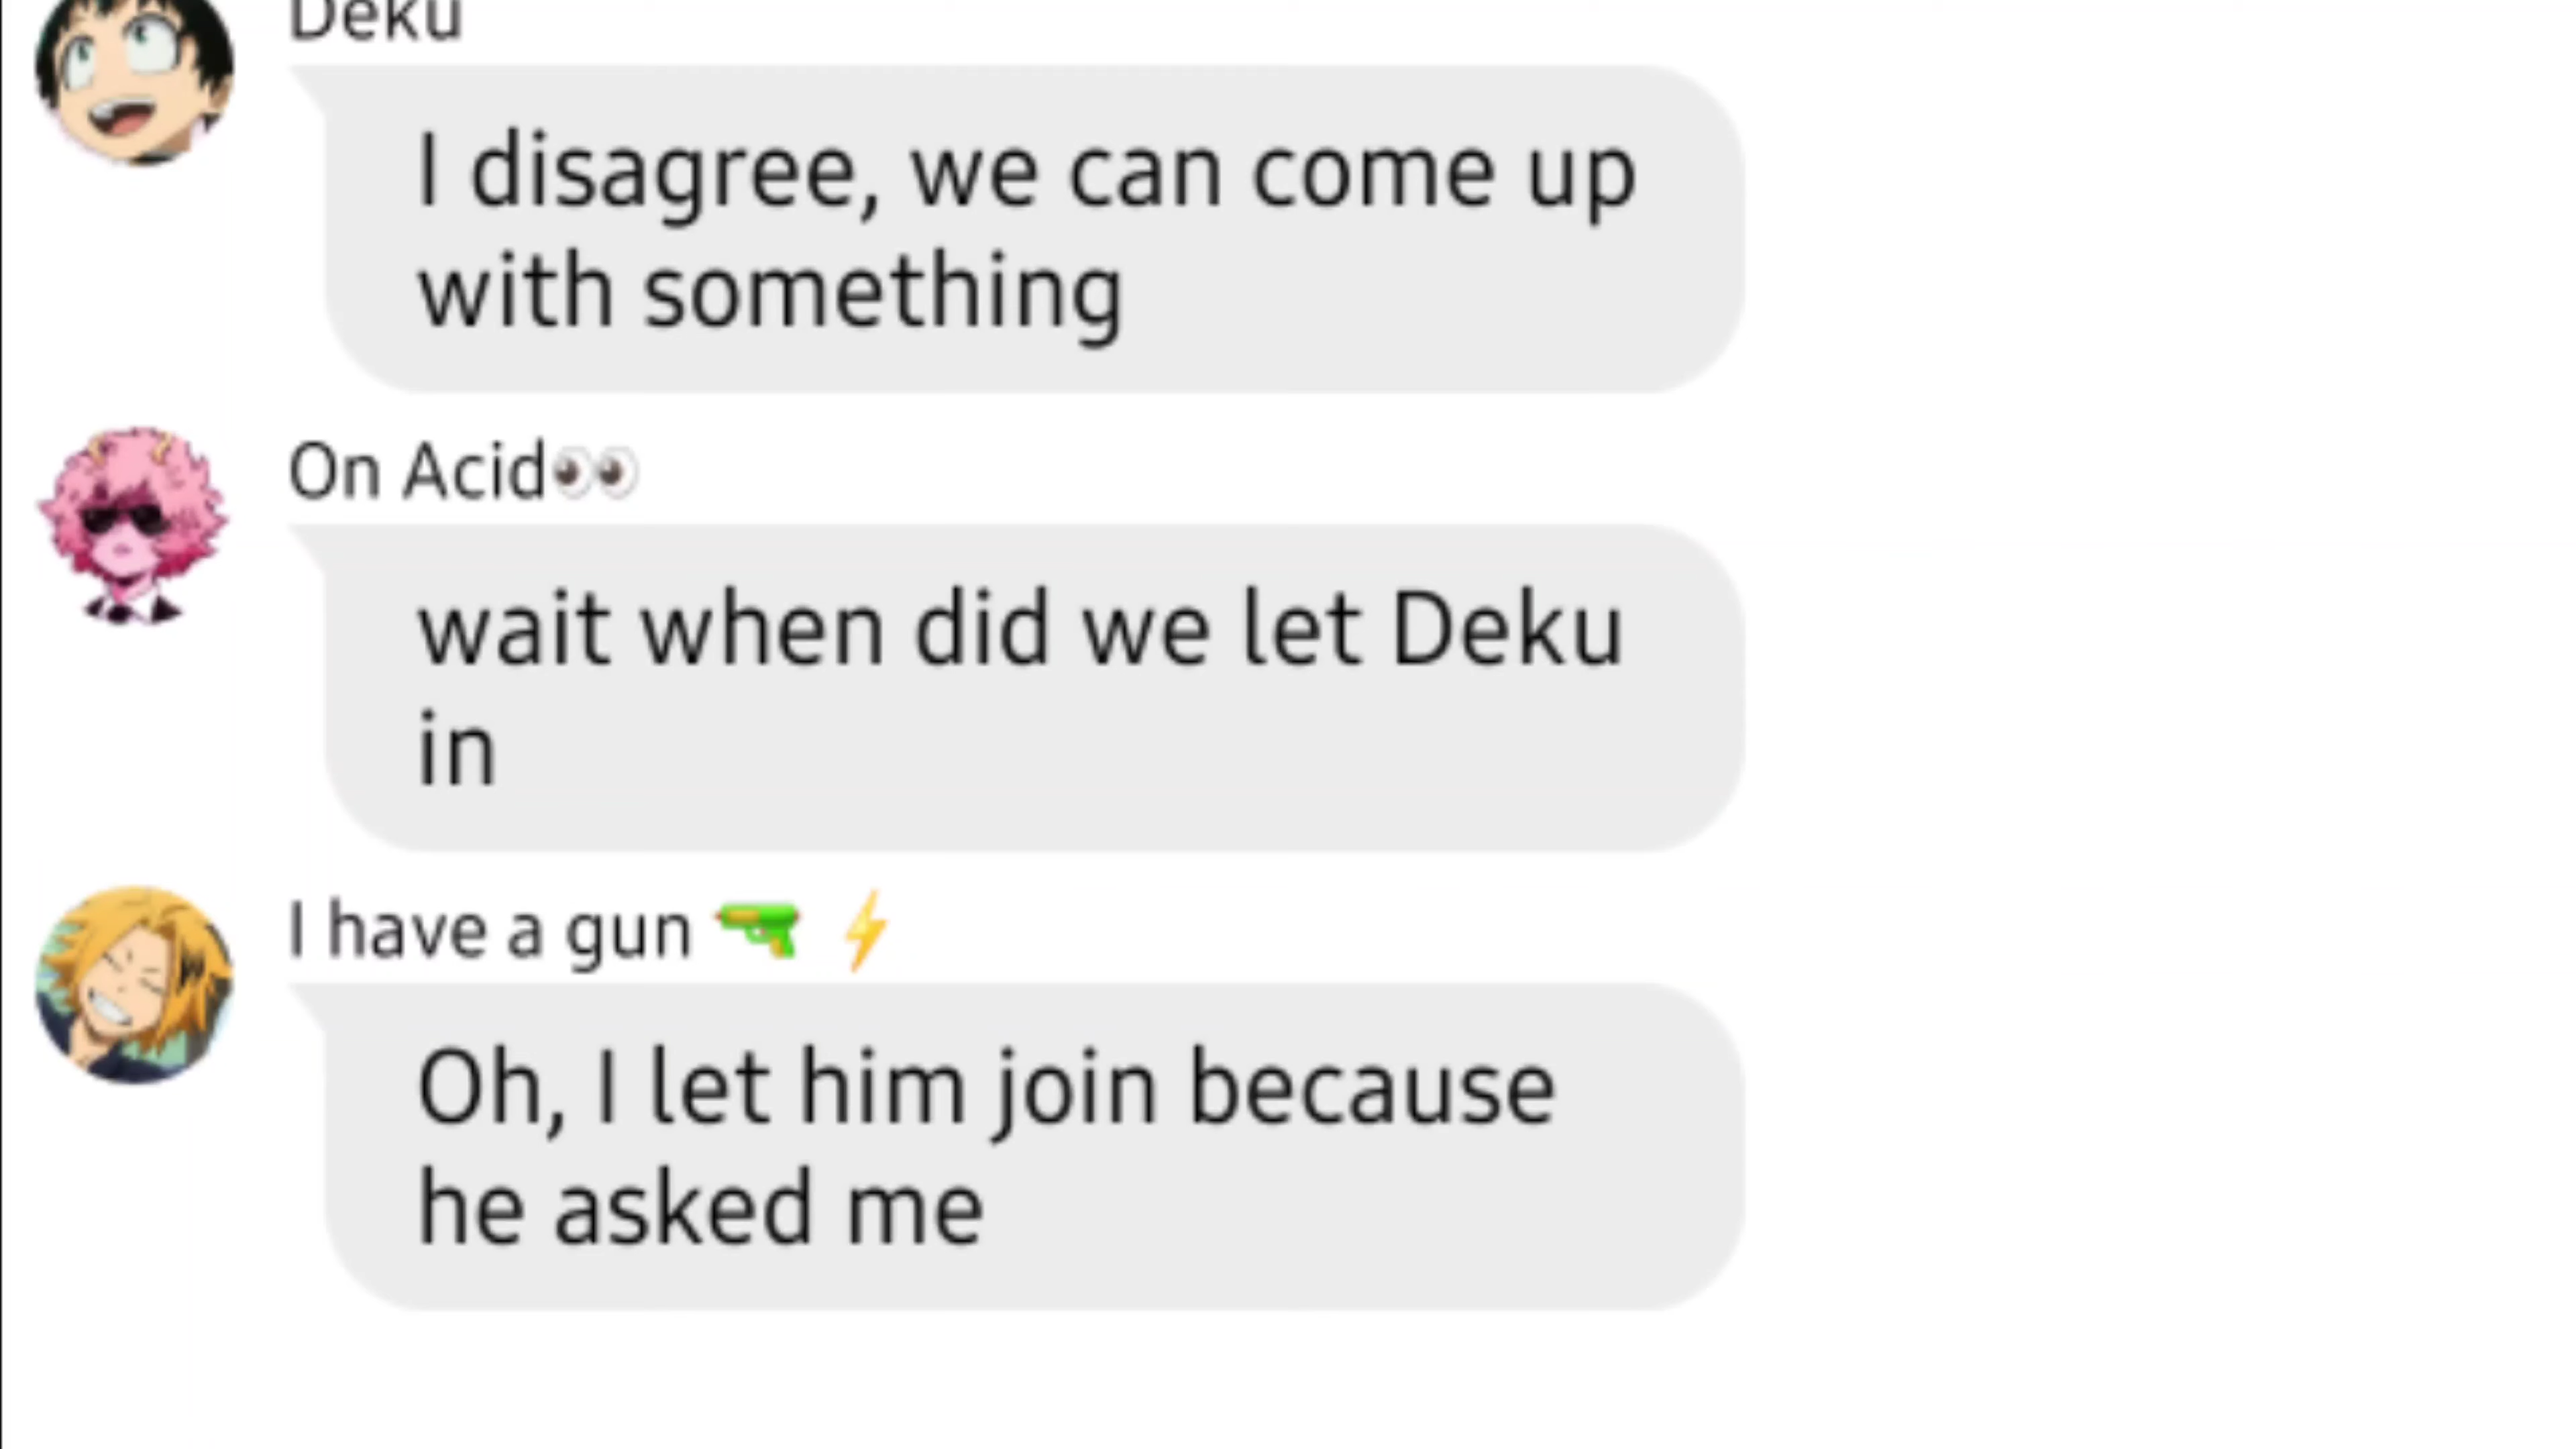 Deku
I disagree, we can come up
with something
On Acid👀
wait when did we let Deku
in
I have a gun 🔫 ⚡
Oh, I let him join because
he asked me